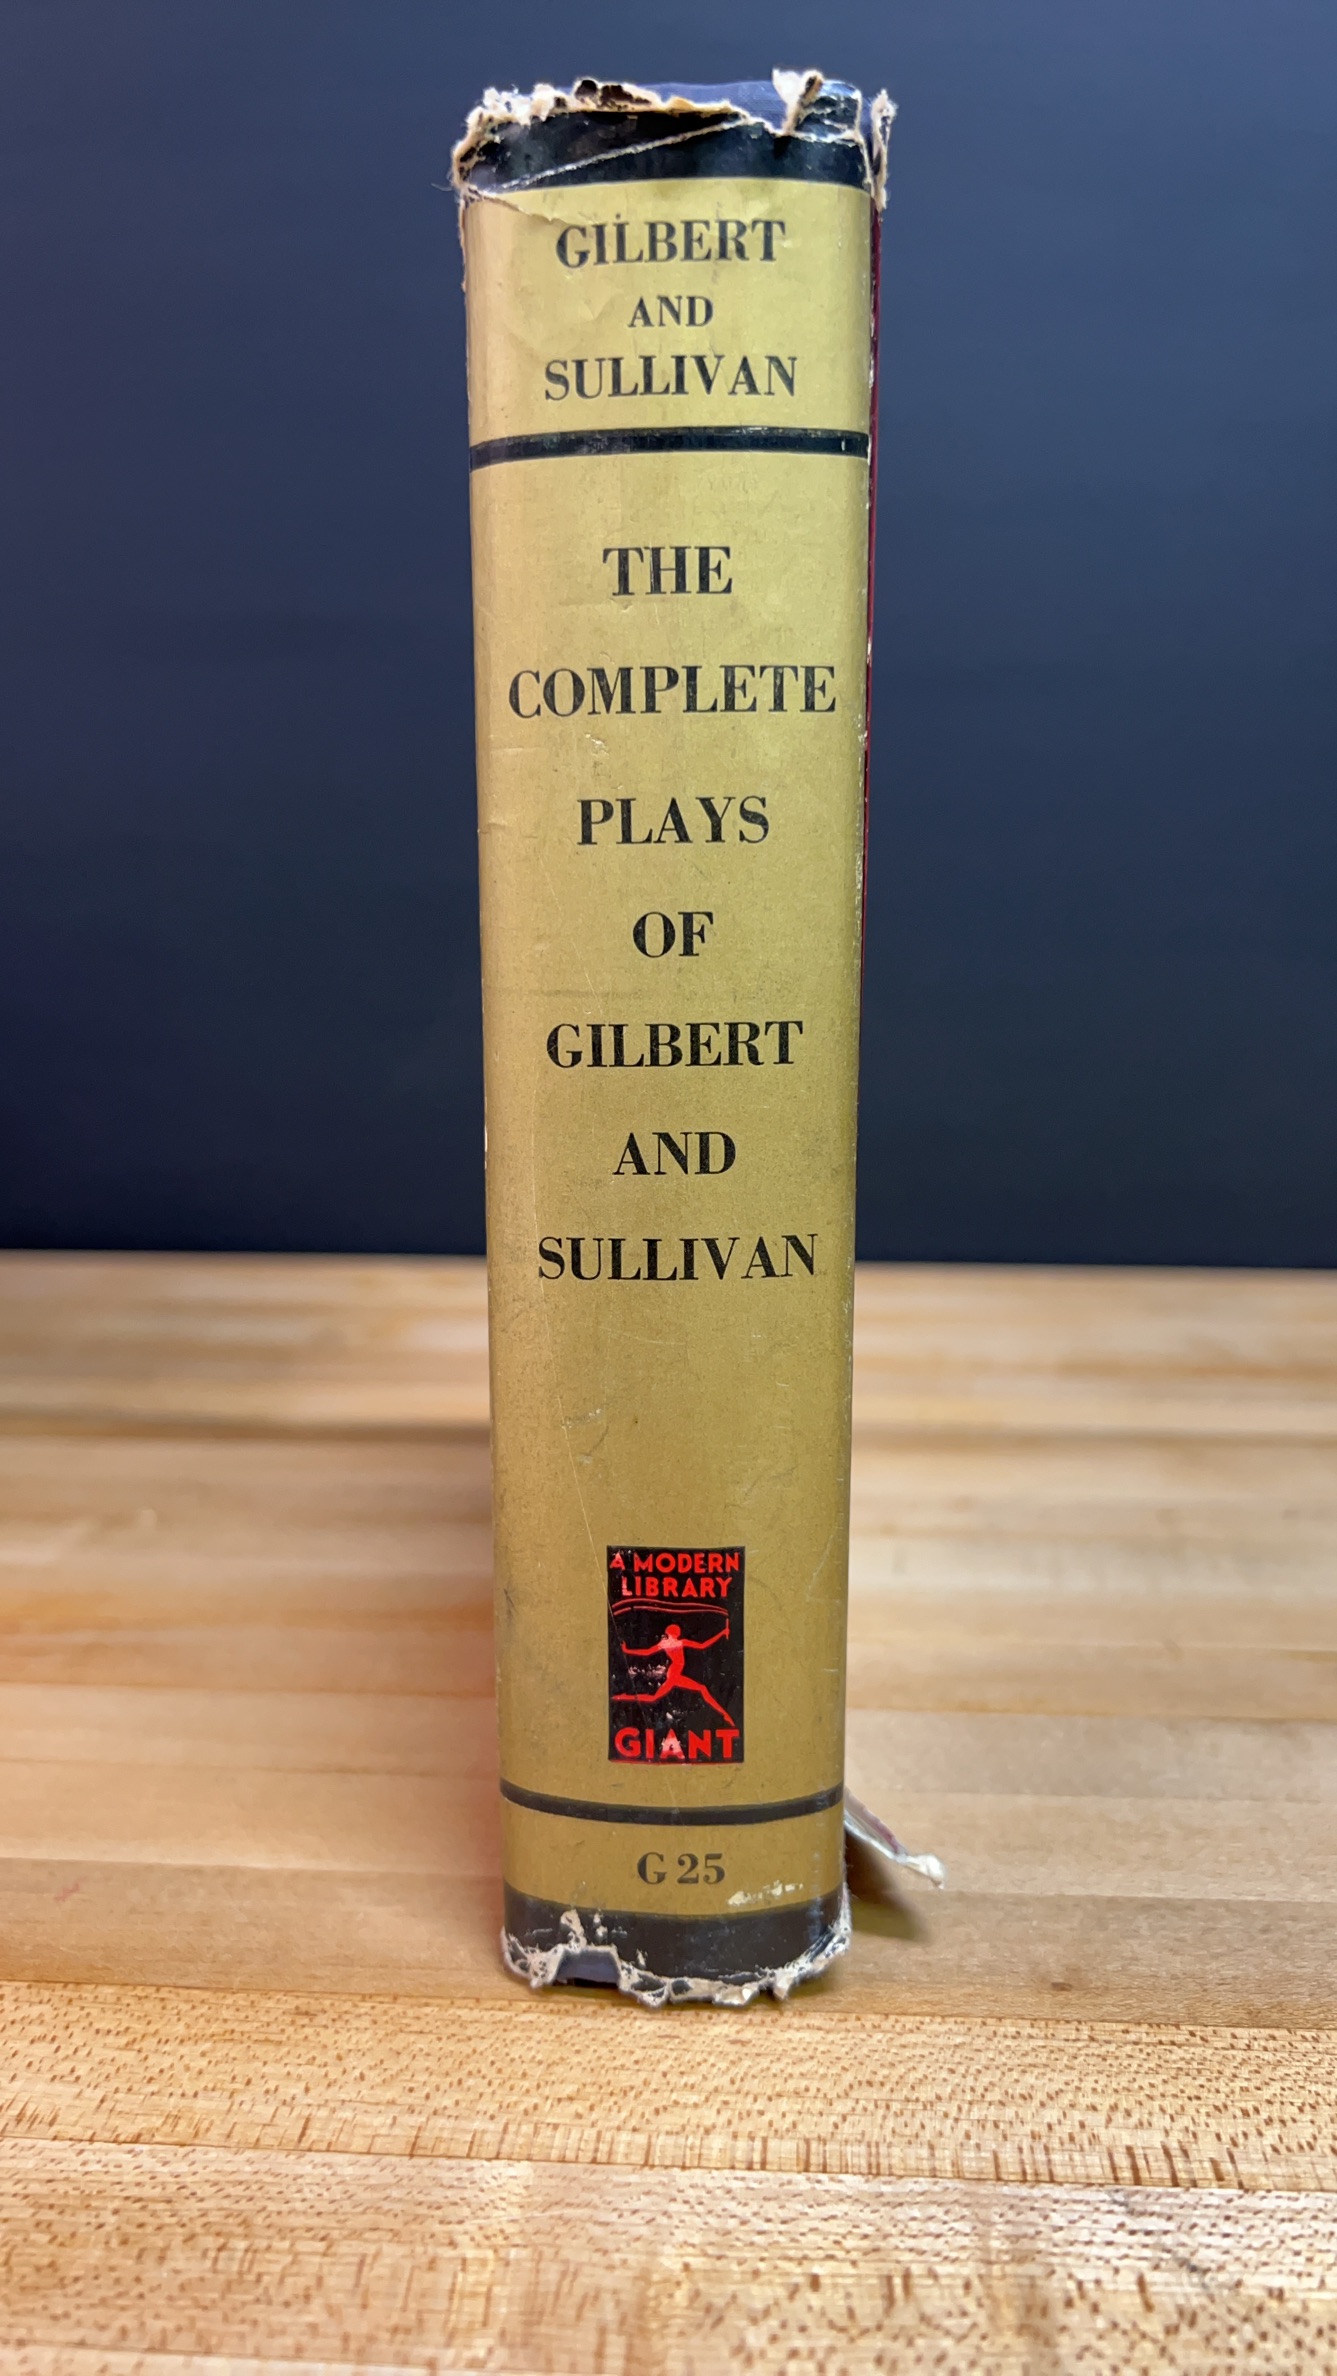 GILBERT
AND
SULLIVAN
THE
COMPLETE
PLAYS
OF
GILBERT
AND
SULLIVAN
A MODERN
LIBRARY
GIANT
G 25